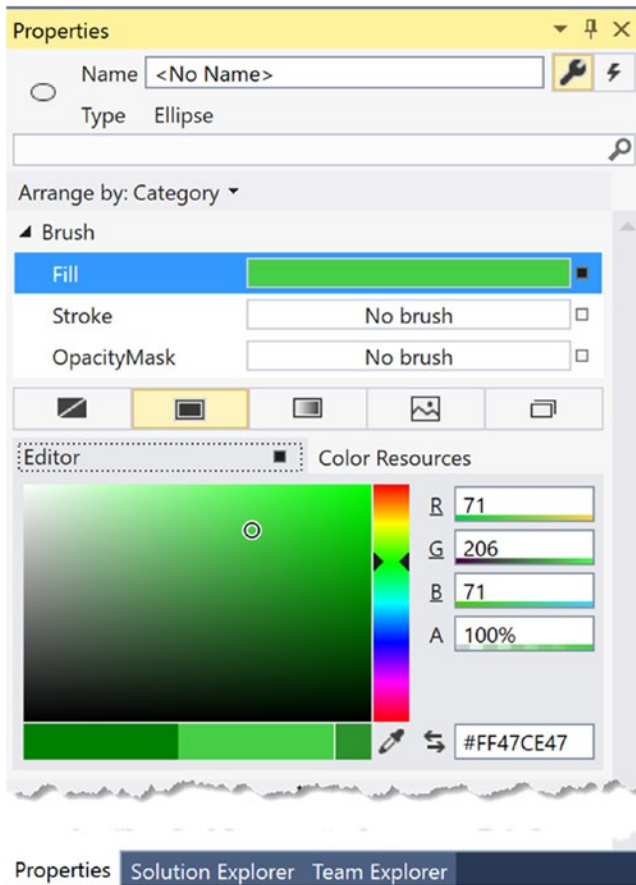 Properties
Name <No Name>
Type Ellipse
Arrange by: Category
Brush
Fill
Stroke No brush
OpacityMask No brush
Editor Color Resources
R 71
G 206
B 71
A 100%
#FF47CE47
Properties Solution Explorer Team Explorer